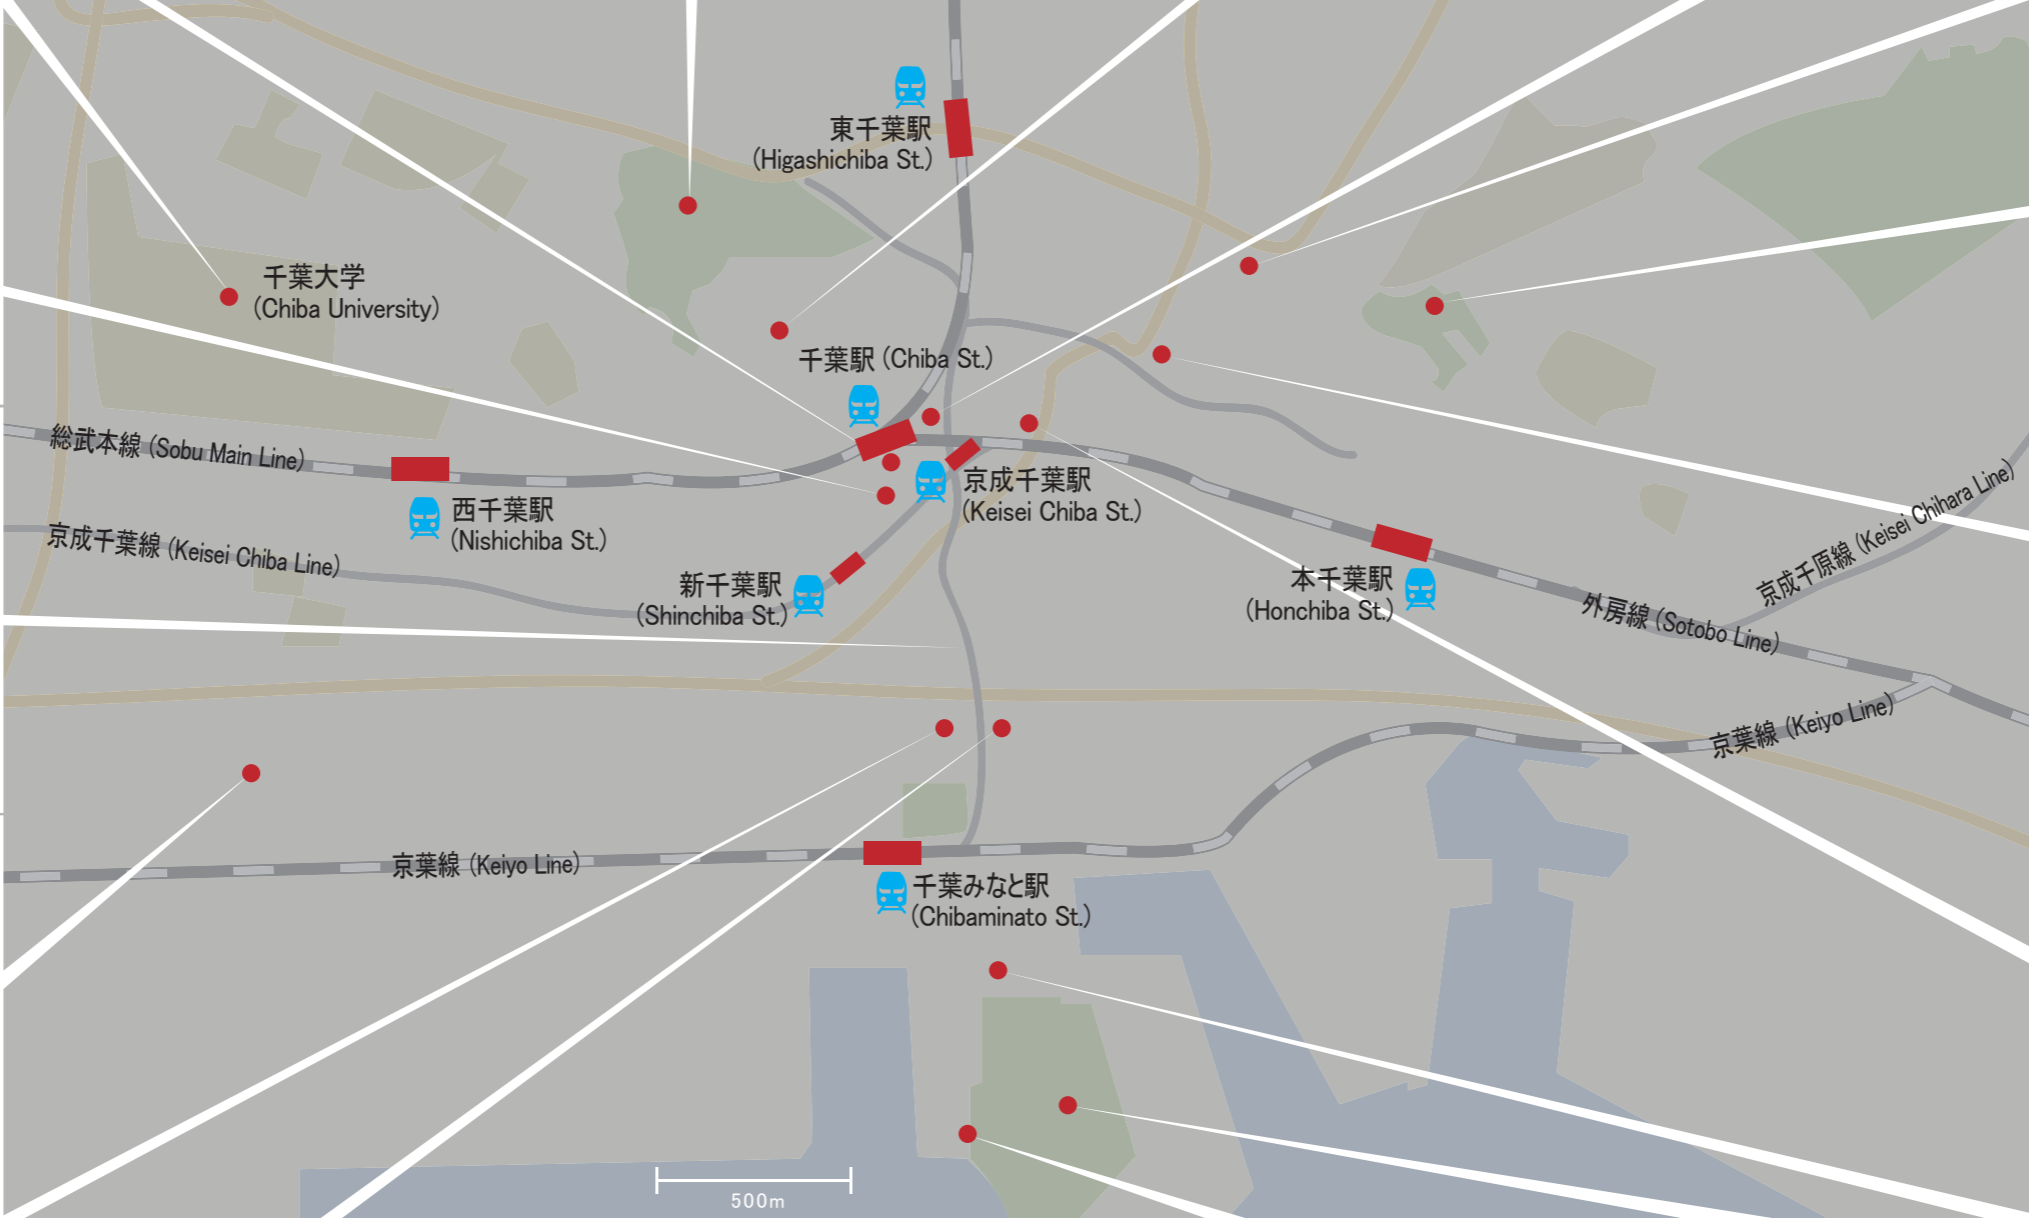 東千葉駅
(Higashichiba St.)
千葉大学
(Chiba University)
千葉駅 (Chiba St.)
総武本線 (Sobu Main Line)
西千葉駅
(Nishichiba St.)
京成千葉駅
(Keisei Chiba St.)
京成千葉線 (Keisei Chiba Line)
新千葉駅
(Shinchiba St.)
本千葉駅
(Honchiba St.)
京成千原線 (Keisei Chihara Line)
外房線 (Sotobo Line)
京葉線 (Keiyo Line)
京葉線 (Keiyo Line)
千葉みなと駅
(Chibaminato St.)
500m